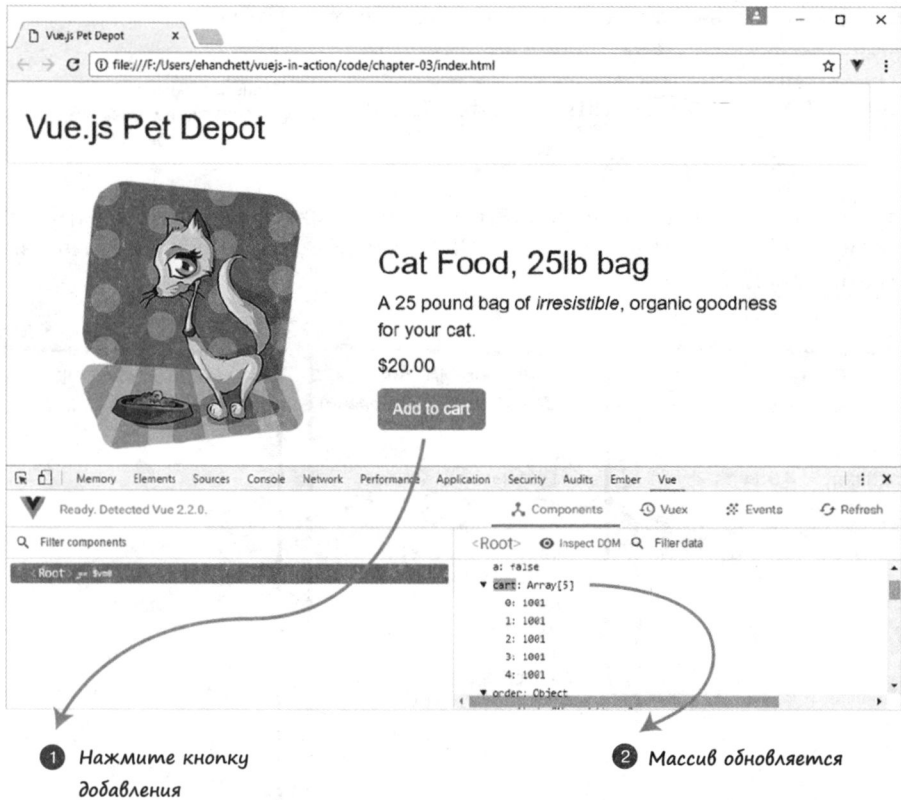 Vue.js Pet Depot x
file:///F:/Users/ehanchett/vuejs-in-action/code/chapter-03/index.html
Vue.js Pet Depot
Cat Food, 25lb bag
A 25 pound bag of irresistible, organic goodness
for your cat.
$20.00
Add to cart
Memory Elements Sources Console Network Performance Application Security Audits Ember Vue
Ready. Detected Vue 2.2.0.
Components Vuex Events Refresh
Filter components
<Root> Inspect DOM Filter data
<Root> == $vm0
a: false
cart: Array[5]
0: 1001
1: 1001
2: 1001
3: 1001
4: 1001
order: Object
1 Нажмите кнопку
добавления
2 Массив обновляется